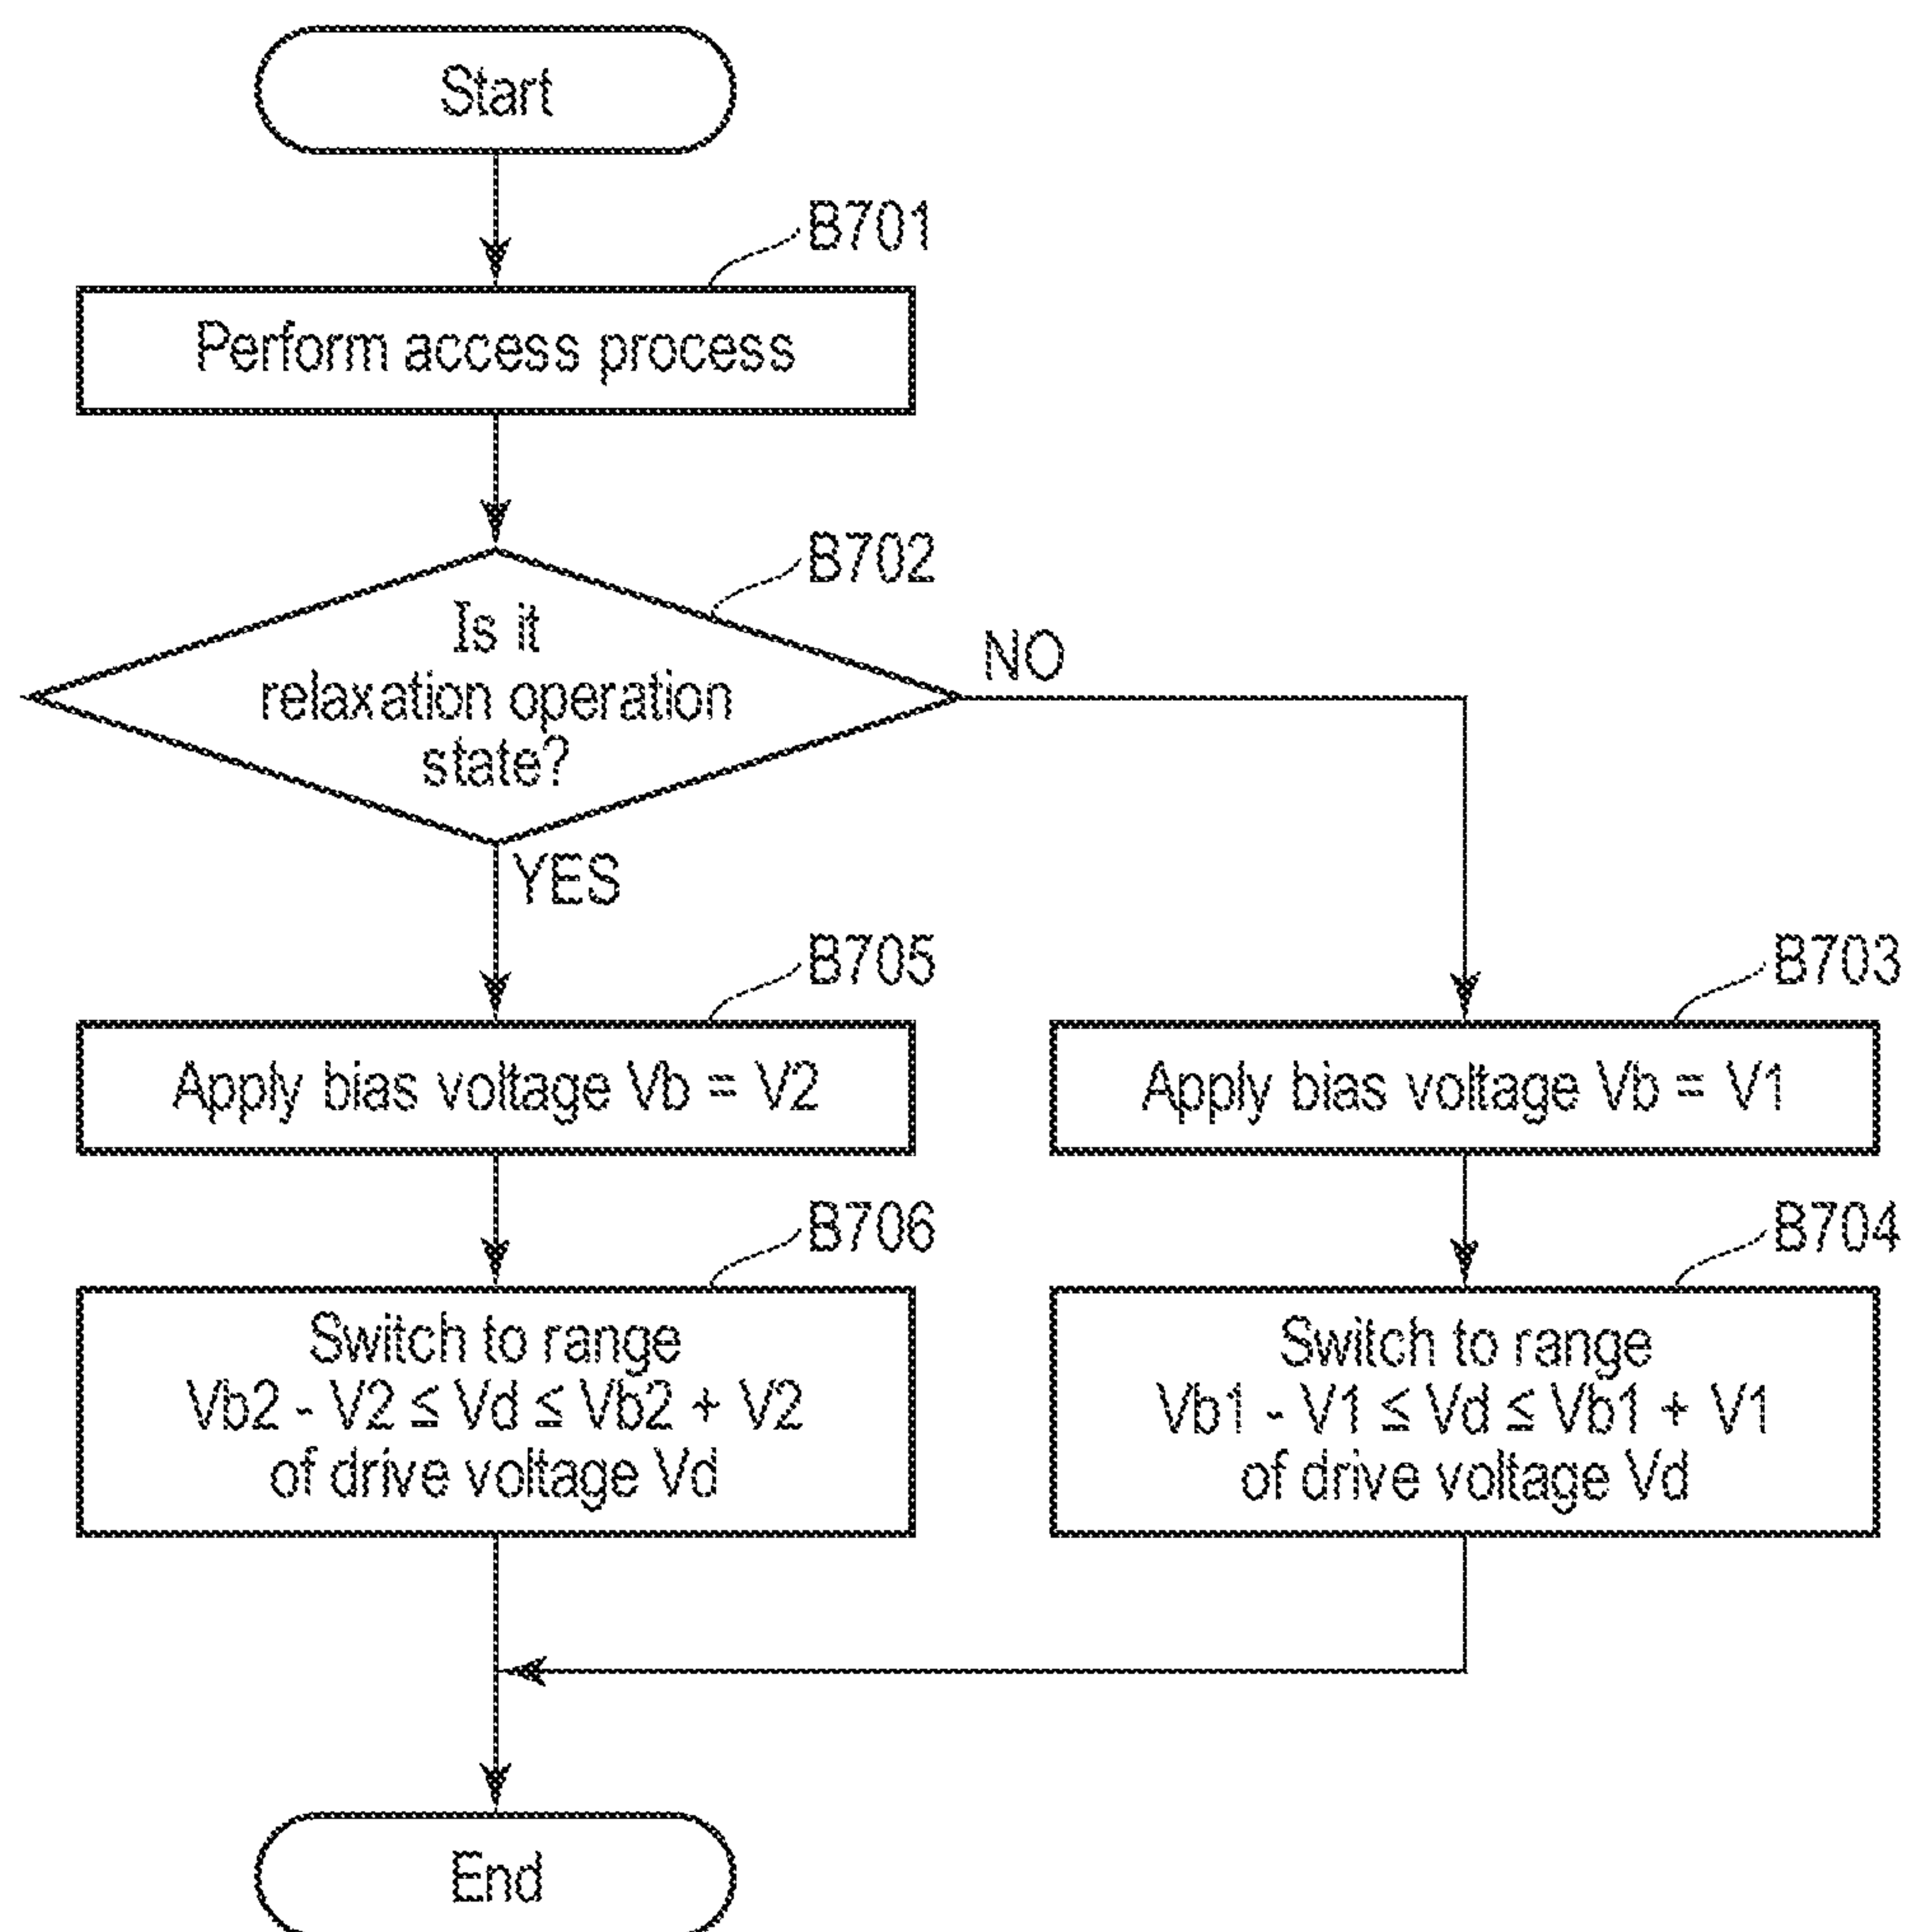 Start
B701
Perform access process
B702
Is it
relaxation operation
state?
NO
YES
B705
Apply bias voltage Vb = V2
B703
Apply bias voltage Vb = V1
B706
Switch to range
Vb2 - V2 ≤ Vd ≤ Vb2 + V2
of drive voltage Vd
B704
Switch to range
Vb1 - V1 ≤ Vd ≤ Vb1 + V1
of drive voltage Vd
End